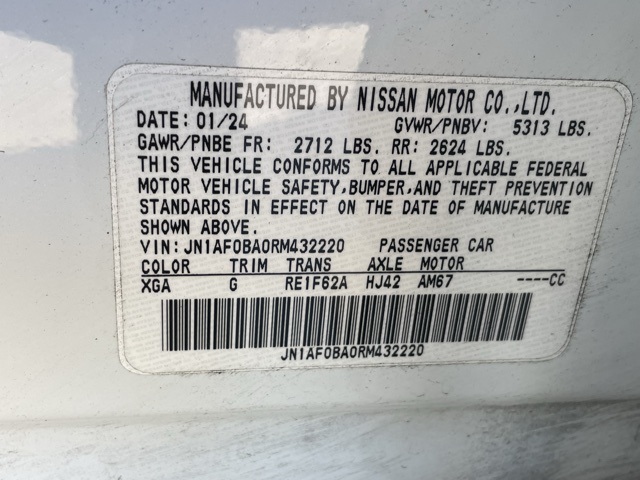 MANUFACTURED BY NISSAN MOTOR CO.,LTD.
DATE: 01/24 GVWR/PNBV: 5313 LBS.
GAWR/PNBE FR: 2712 LBS. RR: 2624 LBS.
THIS VEHICLE CONFORMS TO ALL APPLICABLE FEDERAL
MOTOR VEHICLE SAFETY,BUMPER,AND THEFT PREVENTION
STANDARDS IN EFFECT ON THE DATE OF MANUFACTURE
SHOWN ABOVE.
VIN:JN1AF0BA0RM432220 PASSENGER CAR
COLOR TRIM TRANS AXLE MOTOR
XGA G RE1F62A HJ42 AM67 ----CC
JN1AF0BA0RM432220